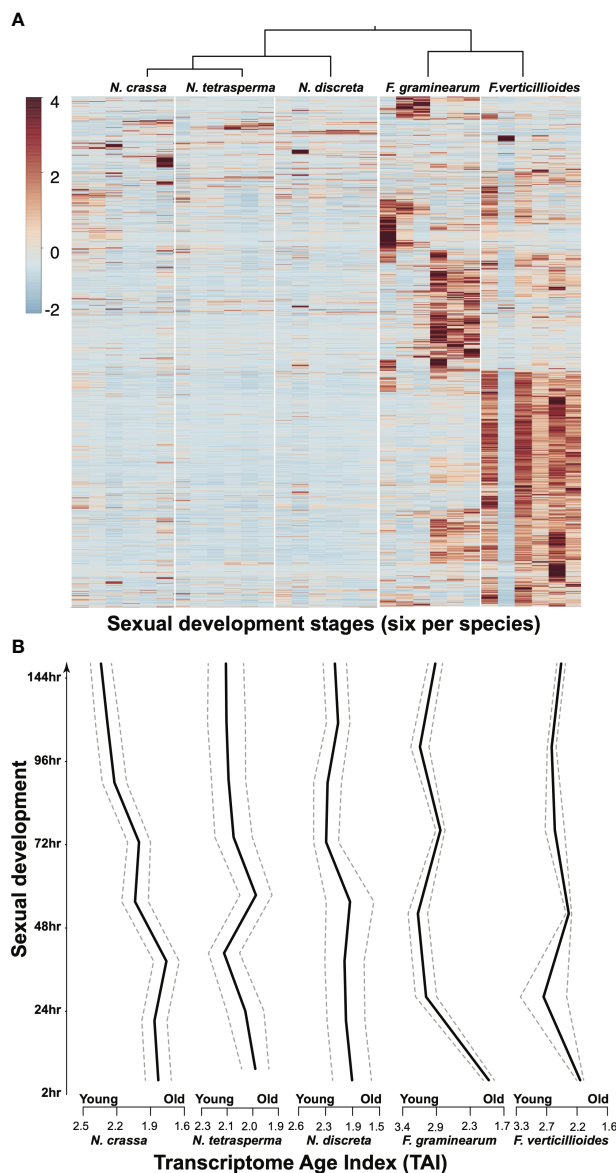 A
N. crassa N. tetrasperma N. discreta F. graminearum F.verticillioides
4
2
0
-2
Sexual development stages (six per species)
B
144hr
96hr
72hr
48hr
24hr
2hr
Sexual development
Young Old Young Old Young Old Young Old Young Old
2.5 2.2 1.9 1.6 2.3 2.1 2.0 1.9 2.6 2.3 1.9 1.5 3.4 2.9 2.3 1.7 3.3 2.7 2.2 1.6
N. crassa N. tetrasperma N. discreta F. graminearum F. verticillioides
Transcriptome Age Index (TAI)